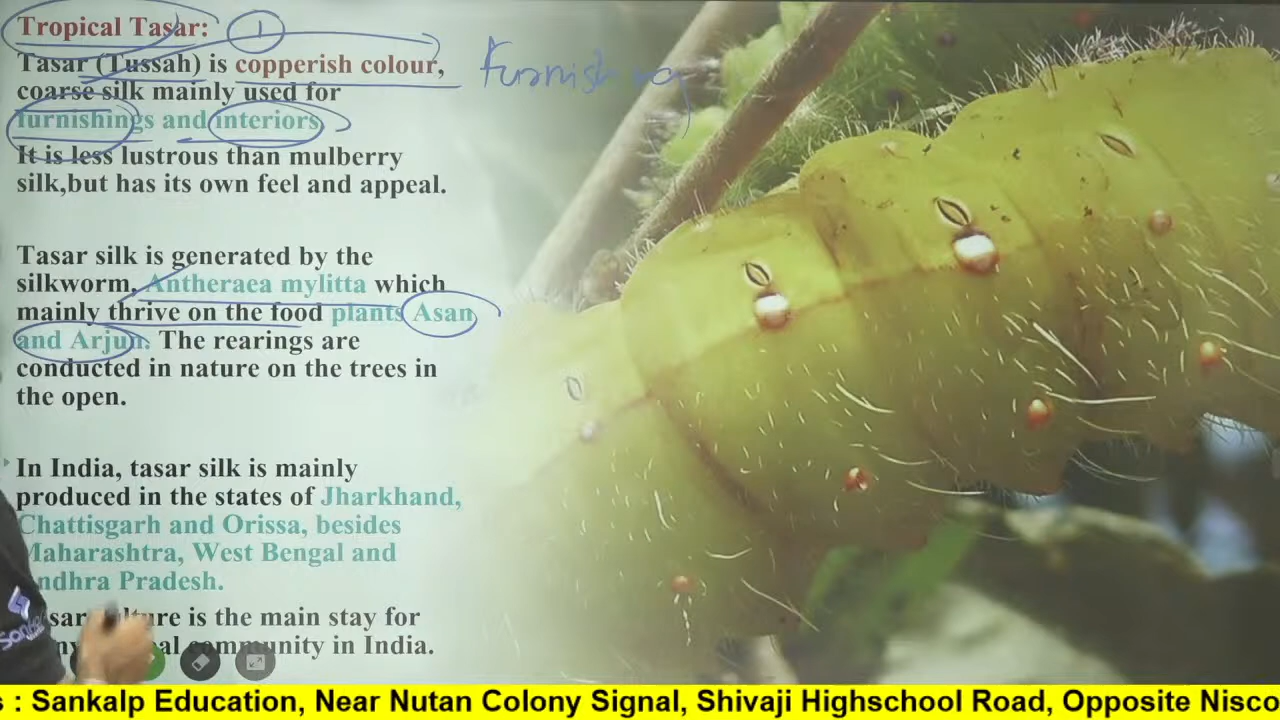 Tropical Tasar:
1
Tasar (Tussah) is copperish colour,
Furnishing
coarse silk mainly used for
furnishings and interiors
It is less lustrous than mulberry
silk,but has its own feel and appeal.
Tasar silk is generated by the
silkworm, Antheraea mylitta which
mainly thrive on the food plants Asan
and Arjun. The rearings are
conducted in nature on the trees in
the open.
In India, tasar silk is mainly
produced in the states of Jharkhand,
Chattisgarh and Orissa, besides
Maharashtra, West Bengal and
Andhra Pradesh.
culture is the main stay for
community in India.
: Sankalp Education, Near Nutan Colony Signal, Shivaji Highschool Road, Opposite Nisco